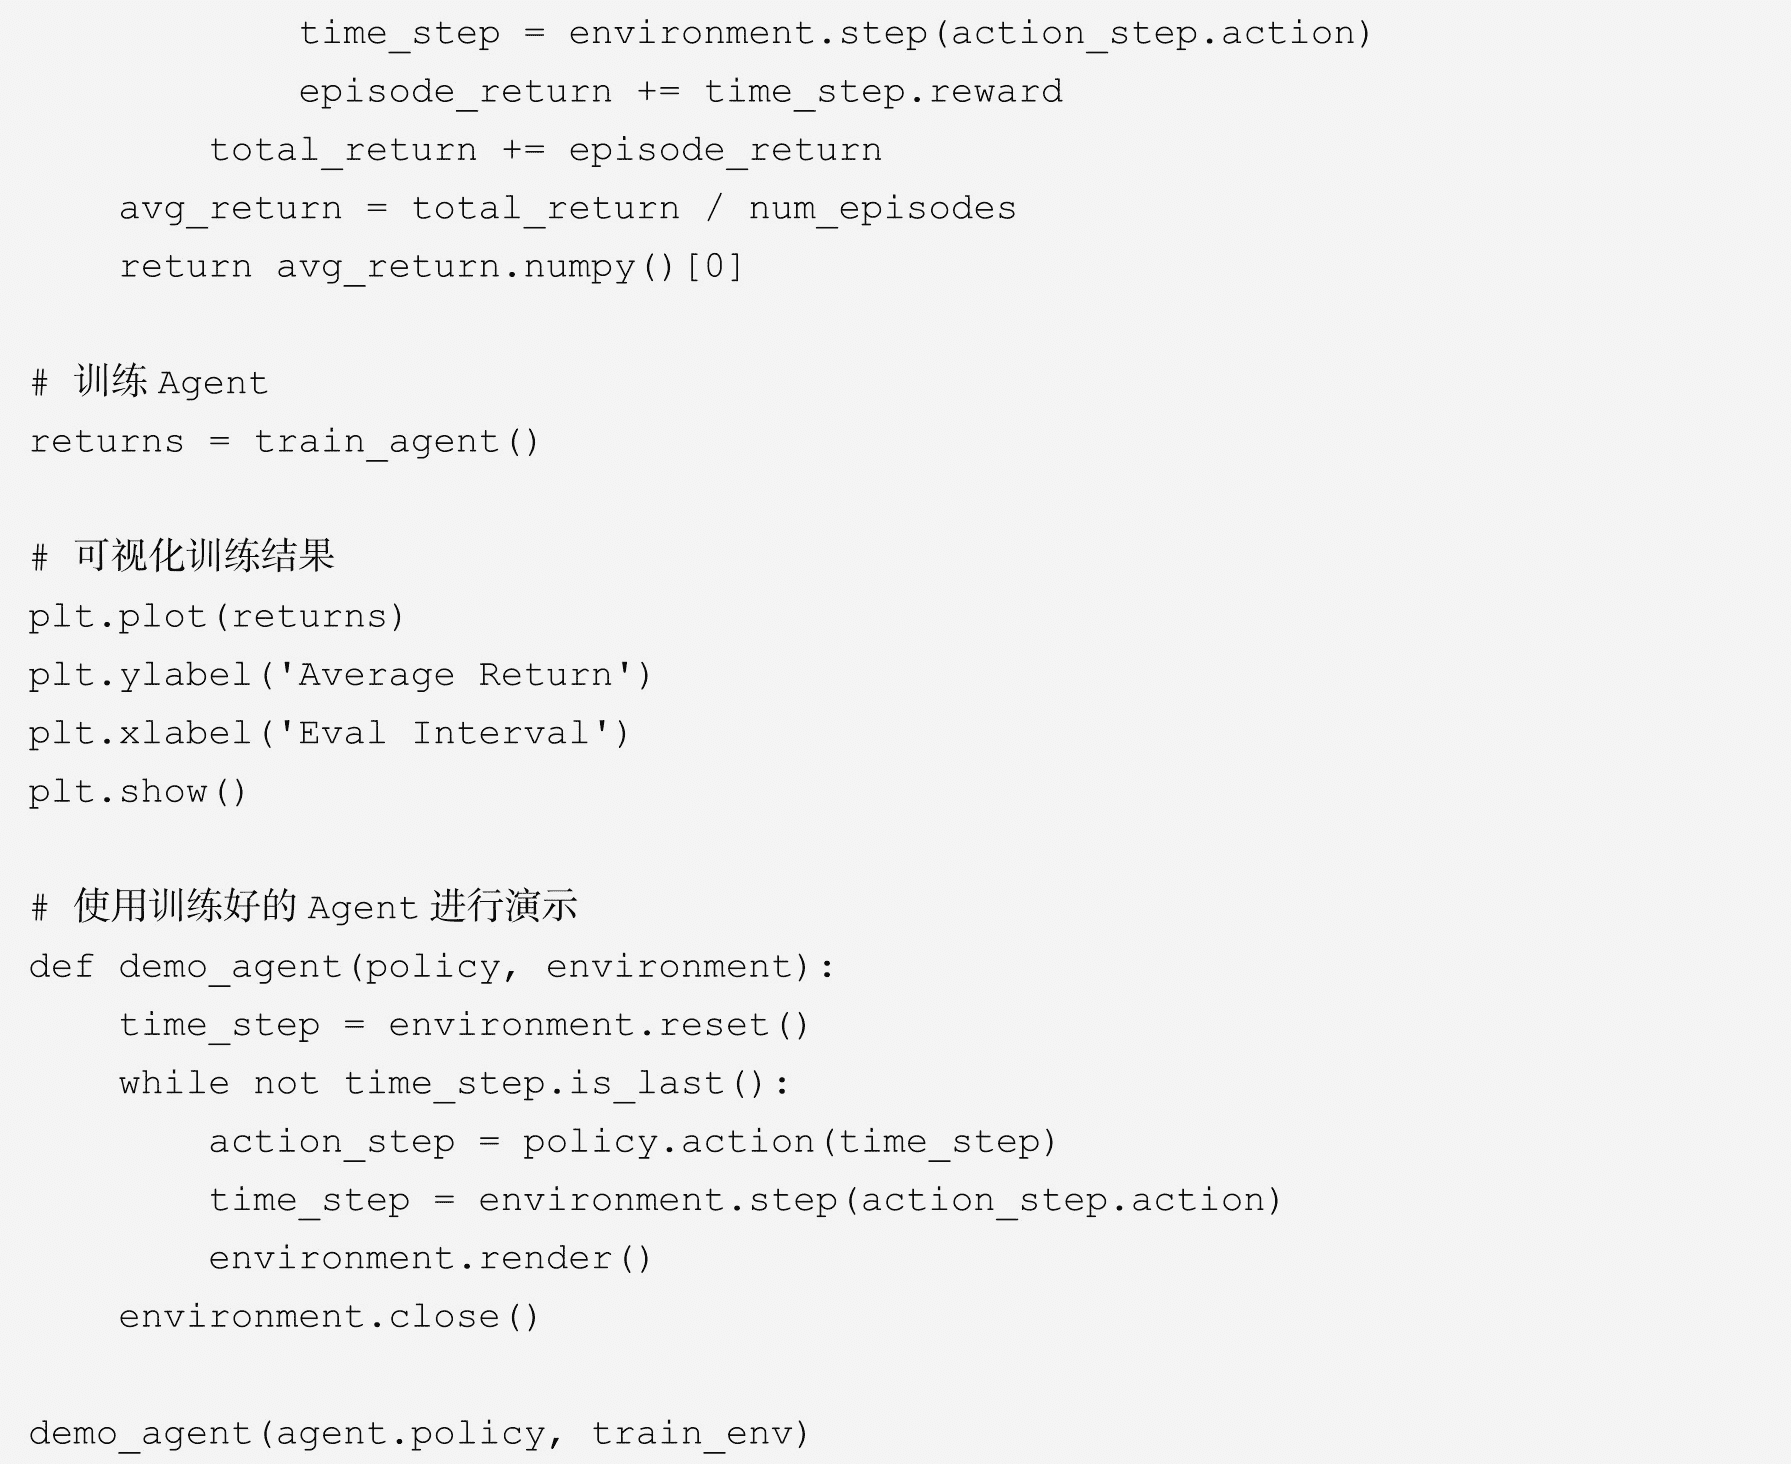 time_step = environment.step(action_step.action)
            episode_return += time_step.reward
        total_return += episode_return
    avg_return = total_return / num_episodes
    return avg_return.numpy()[0]

# 训练 Agent
returns = train_agent()

# 可视化训练结果
plt.plot(returns)
plt.ylabel('Average Return')
plt.xlabel('Eval Interval')
plt.show()

# 使用训练好的 Agent 进行演示
def demo_agent(policy, environment):
    time_step = environment.reset()
    while not time_step.is_last():
        action_step = policy.action(time_step)
        time_step = environment.step(action_step.action)
        environment.render()
    environment.close()

demo_agent(agent.policy, train_env)